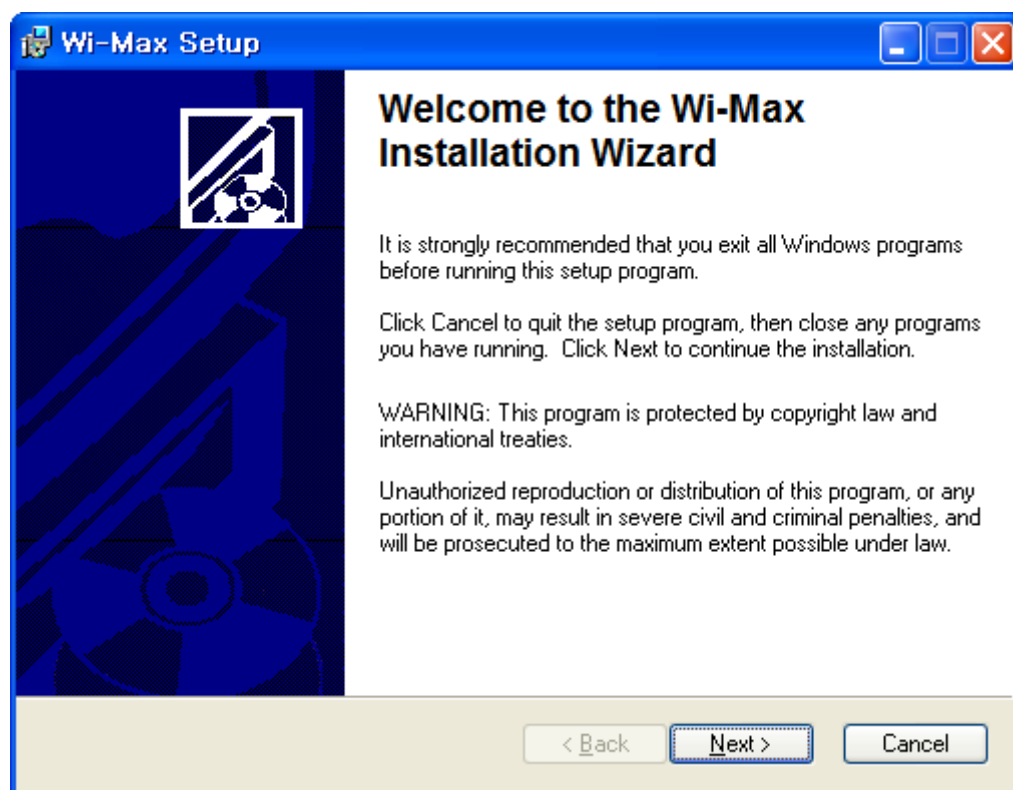 Wi-Max Setup
Welcome to the Wi-Max
Installation Wizard
It is strongly recommended that you exit all Windows programs
before running this setup program.
Click Cancel to quit the setup program, then close any programs
you have running.  Click Next to continue the installation.
WARNING: This program is protected by copyright law and
international treaties.
Unauthorized reproduction or distribution of this program, or any
portion of it, may result in severe civil and criminal penalties, and
will be prosecuted to the maximum extent possible under law.
< Back
Next >
Cancel